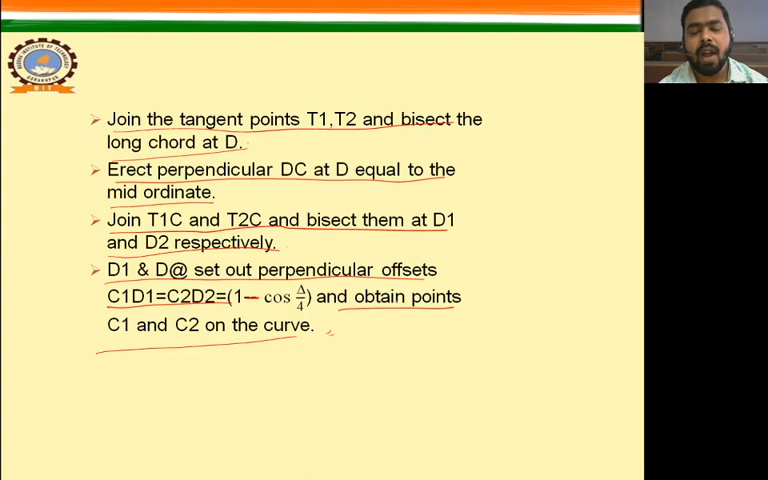 Join the tangent points T1,T2 and bisect the
long chord at D.
Erect perpendicular DC at D equal to the
mid ordinate.
Join T1C and T2C and bisect them at D1
and D2 respectively.
D1 & D@ set out perpendicular offsets
C1D1=C2D2=(1- cos Δ/4) and obtain points
C1 and C2 on the curve.